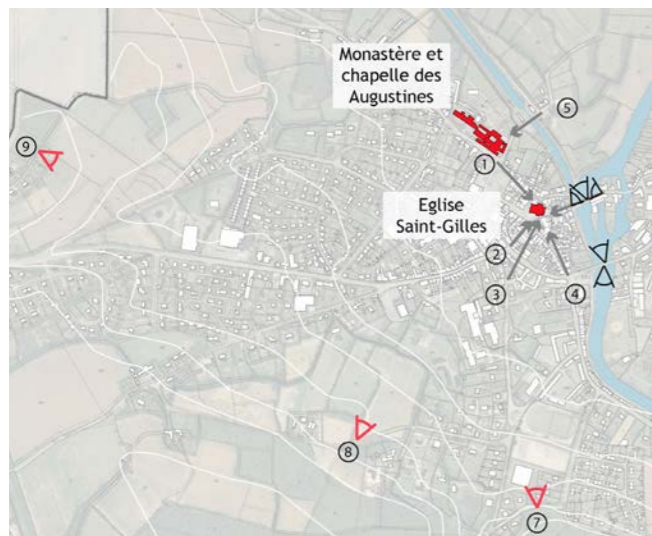 Monastère et
chapelle des
Augustines
5
9
1
Eglise
Saint-Gilles
2
3
4
8
7